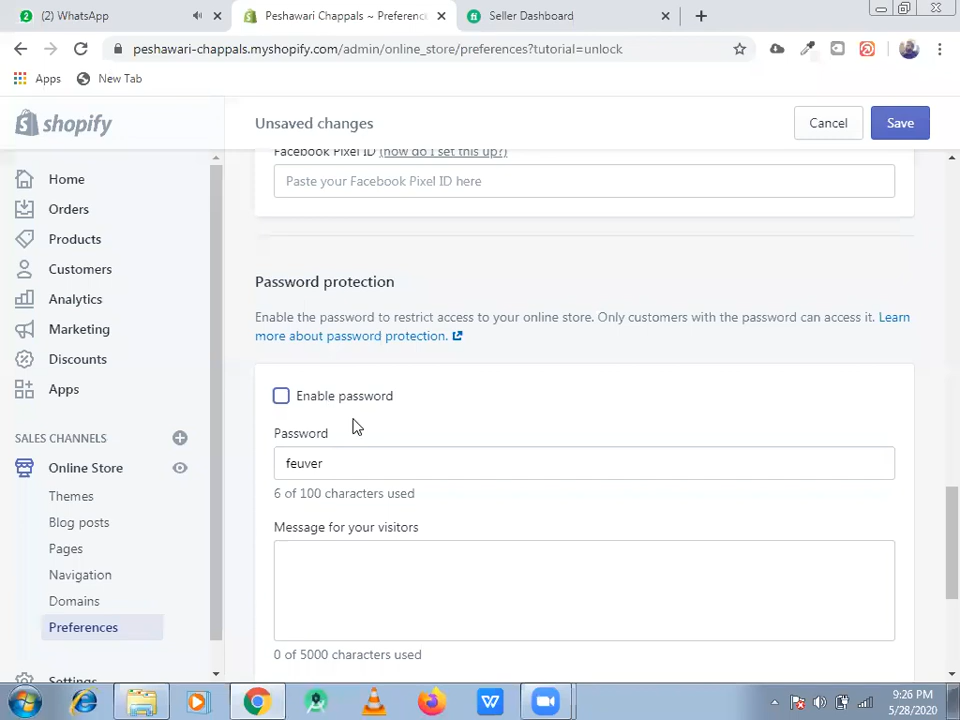 2 (2) WhatsApp
Peshawari Chappals ~ Preference
fi Seller Dashboard
peshawari-chappals.myshopify.com/admin/online_store/preferences?tutorial=unlock
Apps
New Tab
shopify
Unsaved changes
Cancel
Save
Facebook Pixel ID (how do I set this up?)
Paste your Facebook Pixel ID here
Home
Orders
Products
Customers
Analytics
Marketing
Discounts
Apps
SALES CHANNELS
Online Store
Themes
Blog posts
Pages
Navigation
Domains
Preferences
Settings
Password protection
Enable the password to restrict access to your online store. Only customers with the password can access it. Learn
more about password protection.
Enable password
Password
feuver
6 of 100 characters used
Message for your visitors
0 of 5000 characters used
W
9:26 PM
5/28/2020